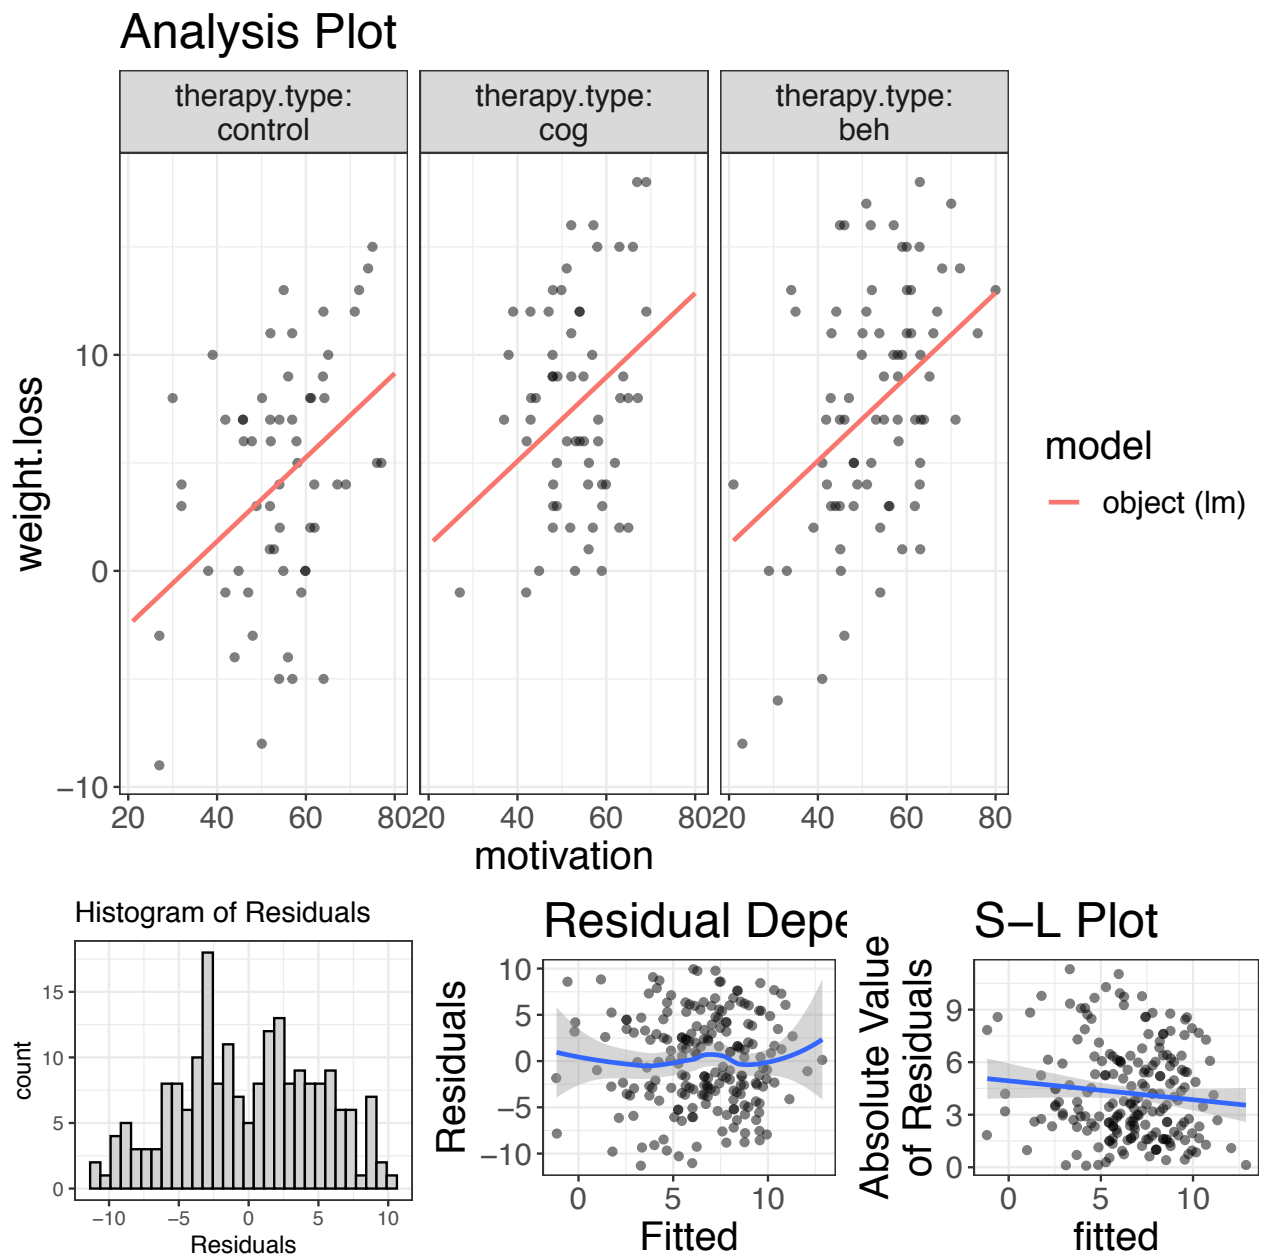 Analysis Plot
therapy.type:
control
therapy.type:
cog
therapy.type:
beh
weight.loss
10
0
−10
20 40 60 80
20 40 60 80
20 40 60 80
motivation
model
object (lm)
Histogram of Residuals
count
15
10
5
0
−10 −5 0 5 10
Residuals
Residual Depe
Residuals
10
5
0
−5
−10
0 5 10
Fitted
S−L Plot
Absolute Value
of Residuals
9
6
3
0
0 5 10
fitted